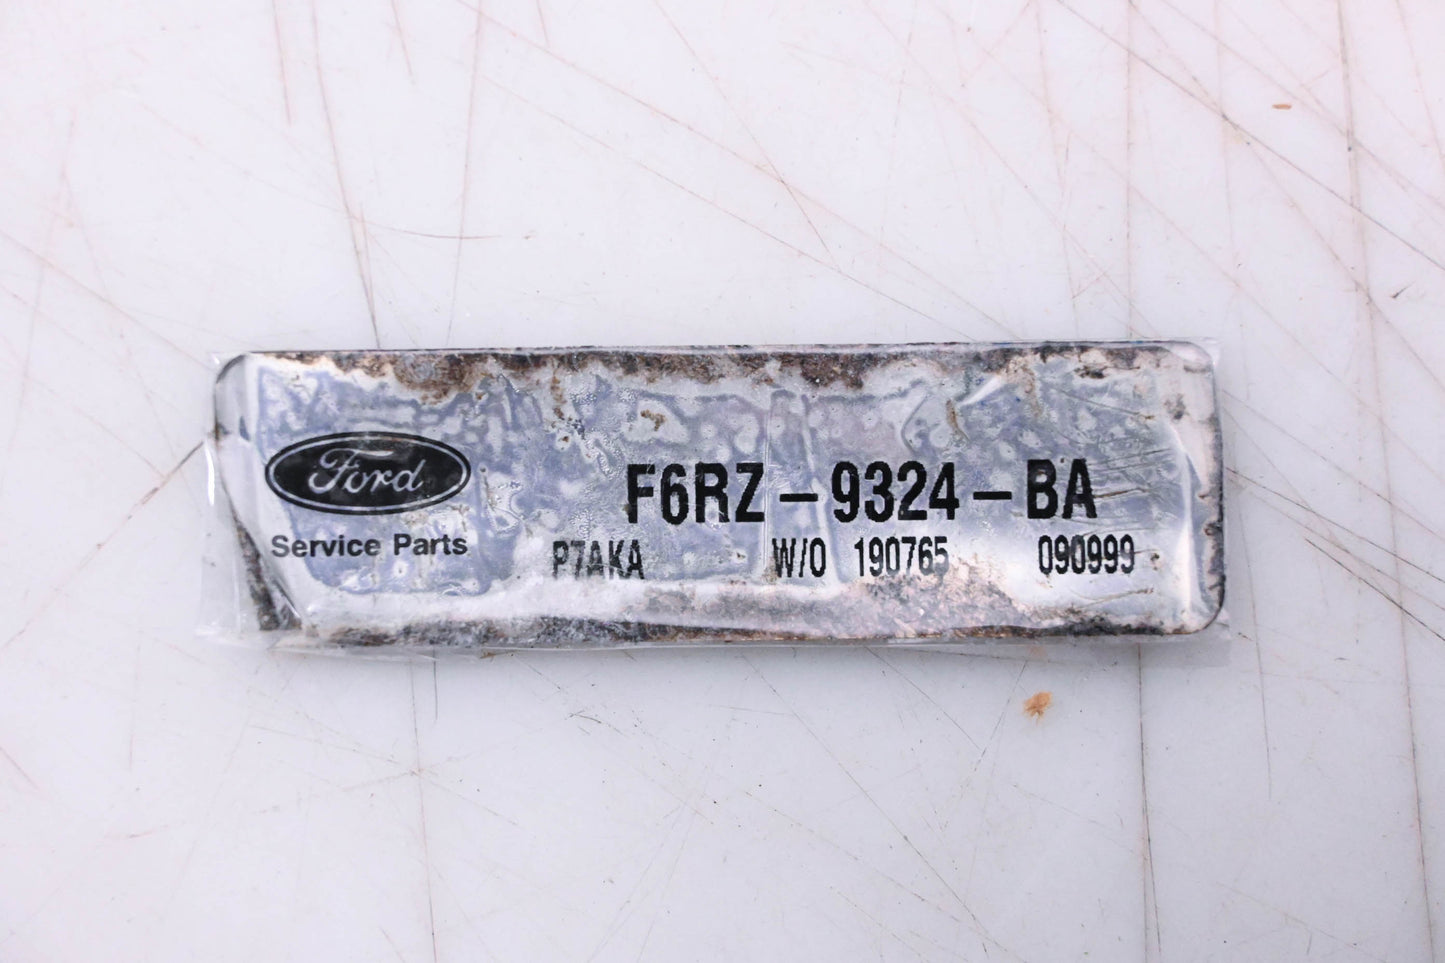 Ford
Service Parts
F6RZ-9324-BA
P7AKA W/O 190765 090999